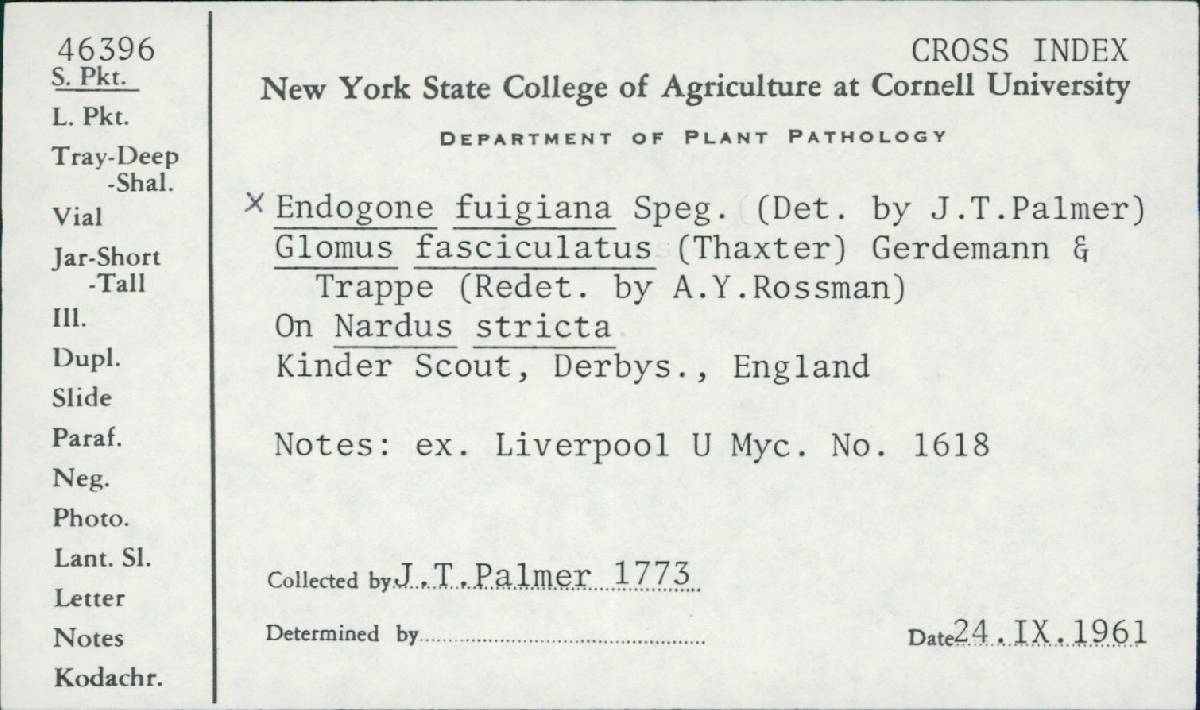 46396
S. Pkt.
L. Pkt.
Tray-Deep
-Shal.
Vial
Jar-Short
-Tall
Ill.
Dupl.
Slide
Paraf.
Neg.
Photo.
Lant. Sl.
Letter
Notes
Kodachr.
CROSS INDEX
New York State College of Agriculture at Cornell University
DEPARTMENT OF PLANT PATHOLOGY
x Endogone fuigiana Speg. (Det. by J.T.Palmer)
Glomus fasciculatus (Thaxter) Gerdemann &
Trappe (Redet. by A.Y.Rossman)
On Nardus stricta
Kinder Scout, Derbys., England
Notes: ex. Liverpool U Myc. No. 1618
Collected by J.T.Palmer 1773
Determined by
Date 24.IX.1961